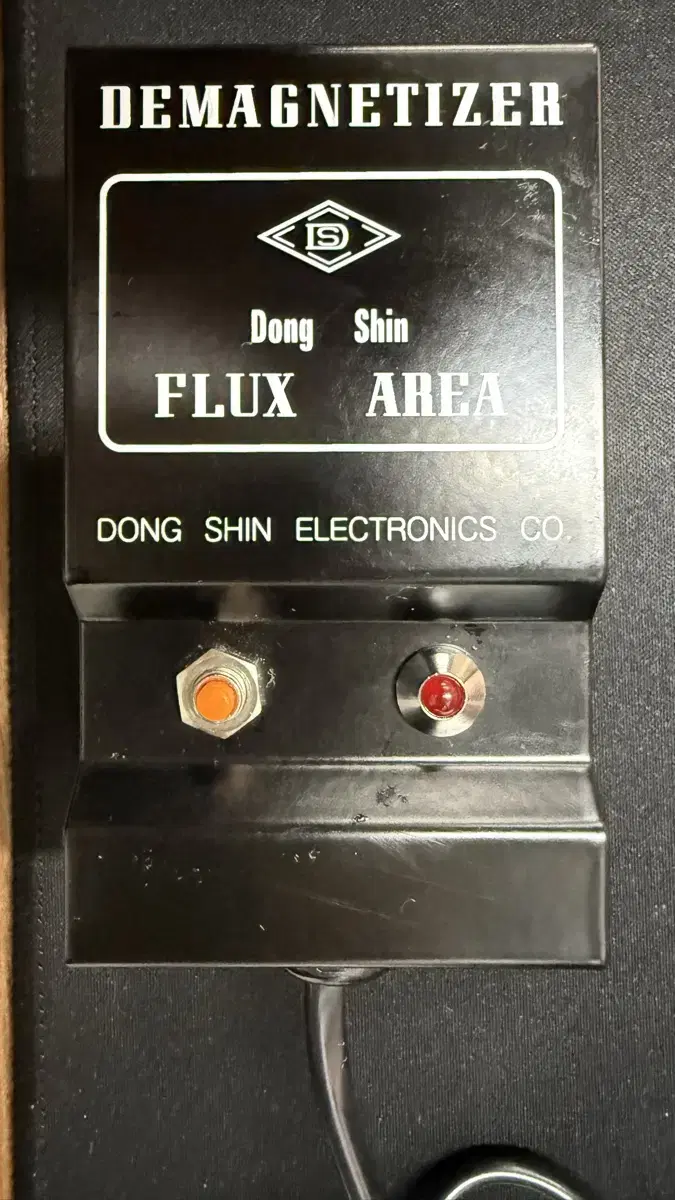 DEMAGNETIZER
DS
Dong Shin
FLUX AREA
DONG SHIN ELECTRONICS CO.